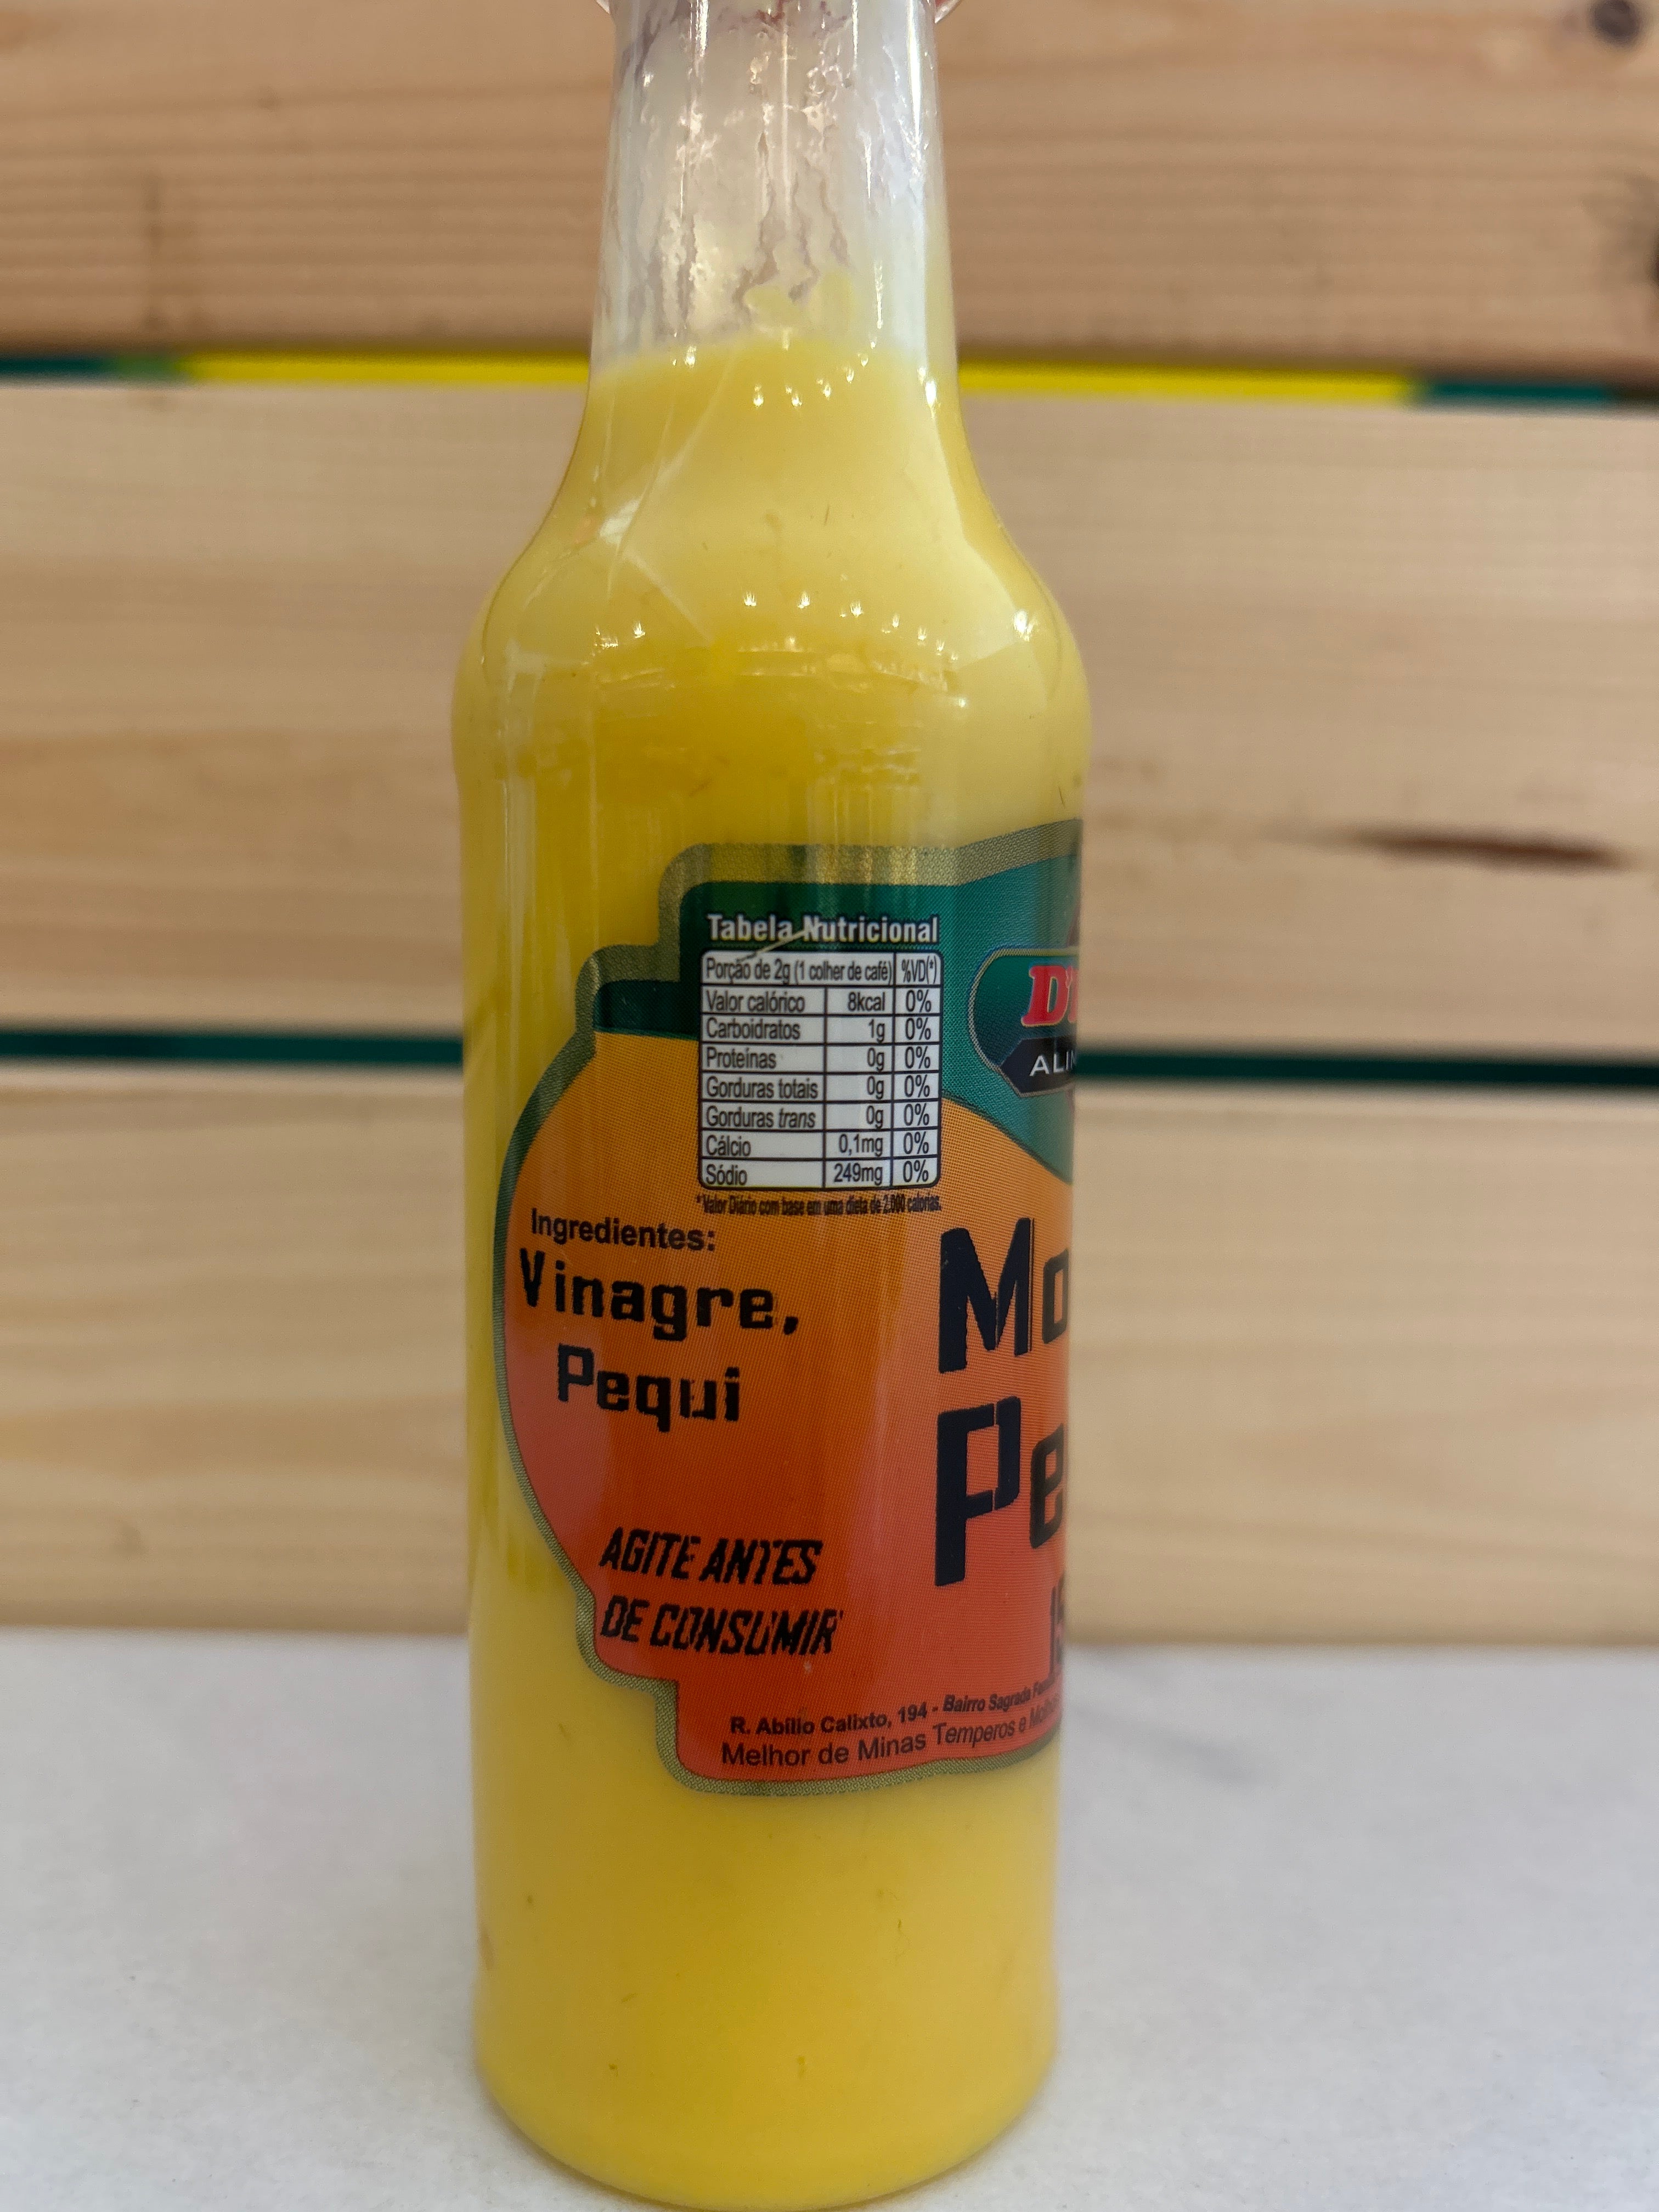 Tabela Nutricional
Porção de 2g (1 colher de café) %VD(*)
Valor calórico 8kcal 0%
Carboidratos 1g 0%
Proteínas 0g 0%
Gorduras totais 0g 0%
Gorduras trans 0g 0%
Cálcio 0,1mg 0%
Sódio 249mg 0%
*Valor Diário com base em uma dieta de 2.000 calorias.
Ingredientes:
Vinagre,
Pequi
AGITE ANTES
DE CONSUMIR
R. Abílio Calixto, 194 - Bairro Sagrada
Melhor de Minas Temperos e